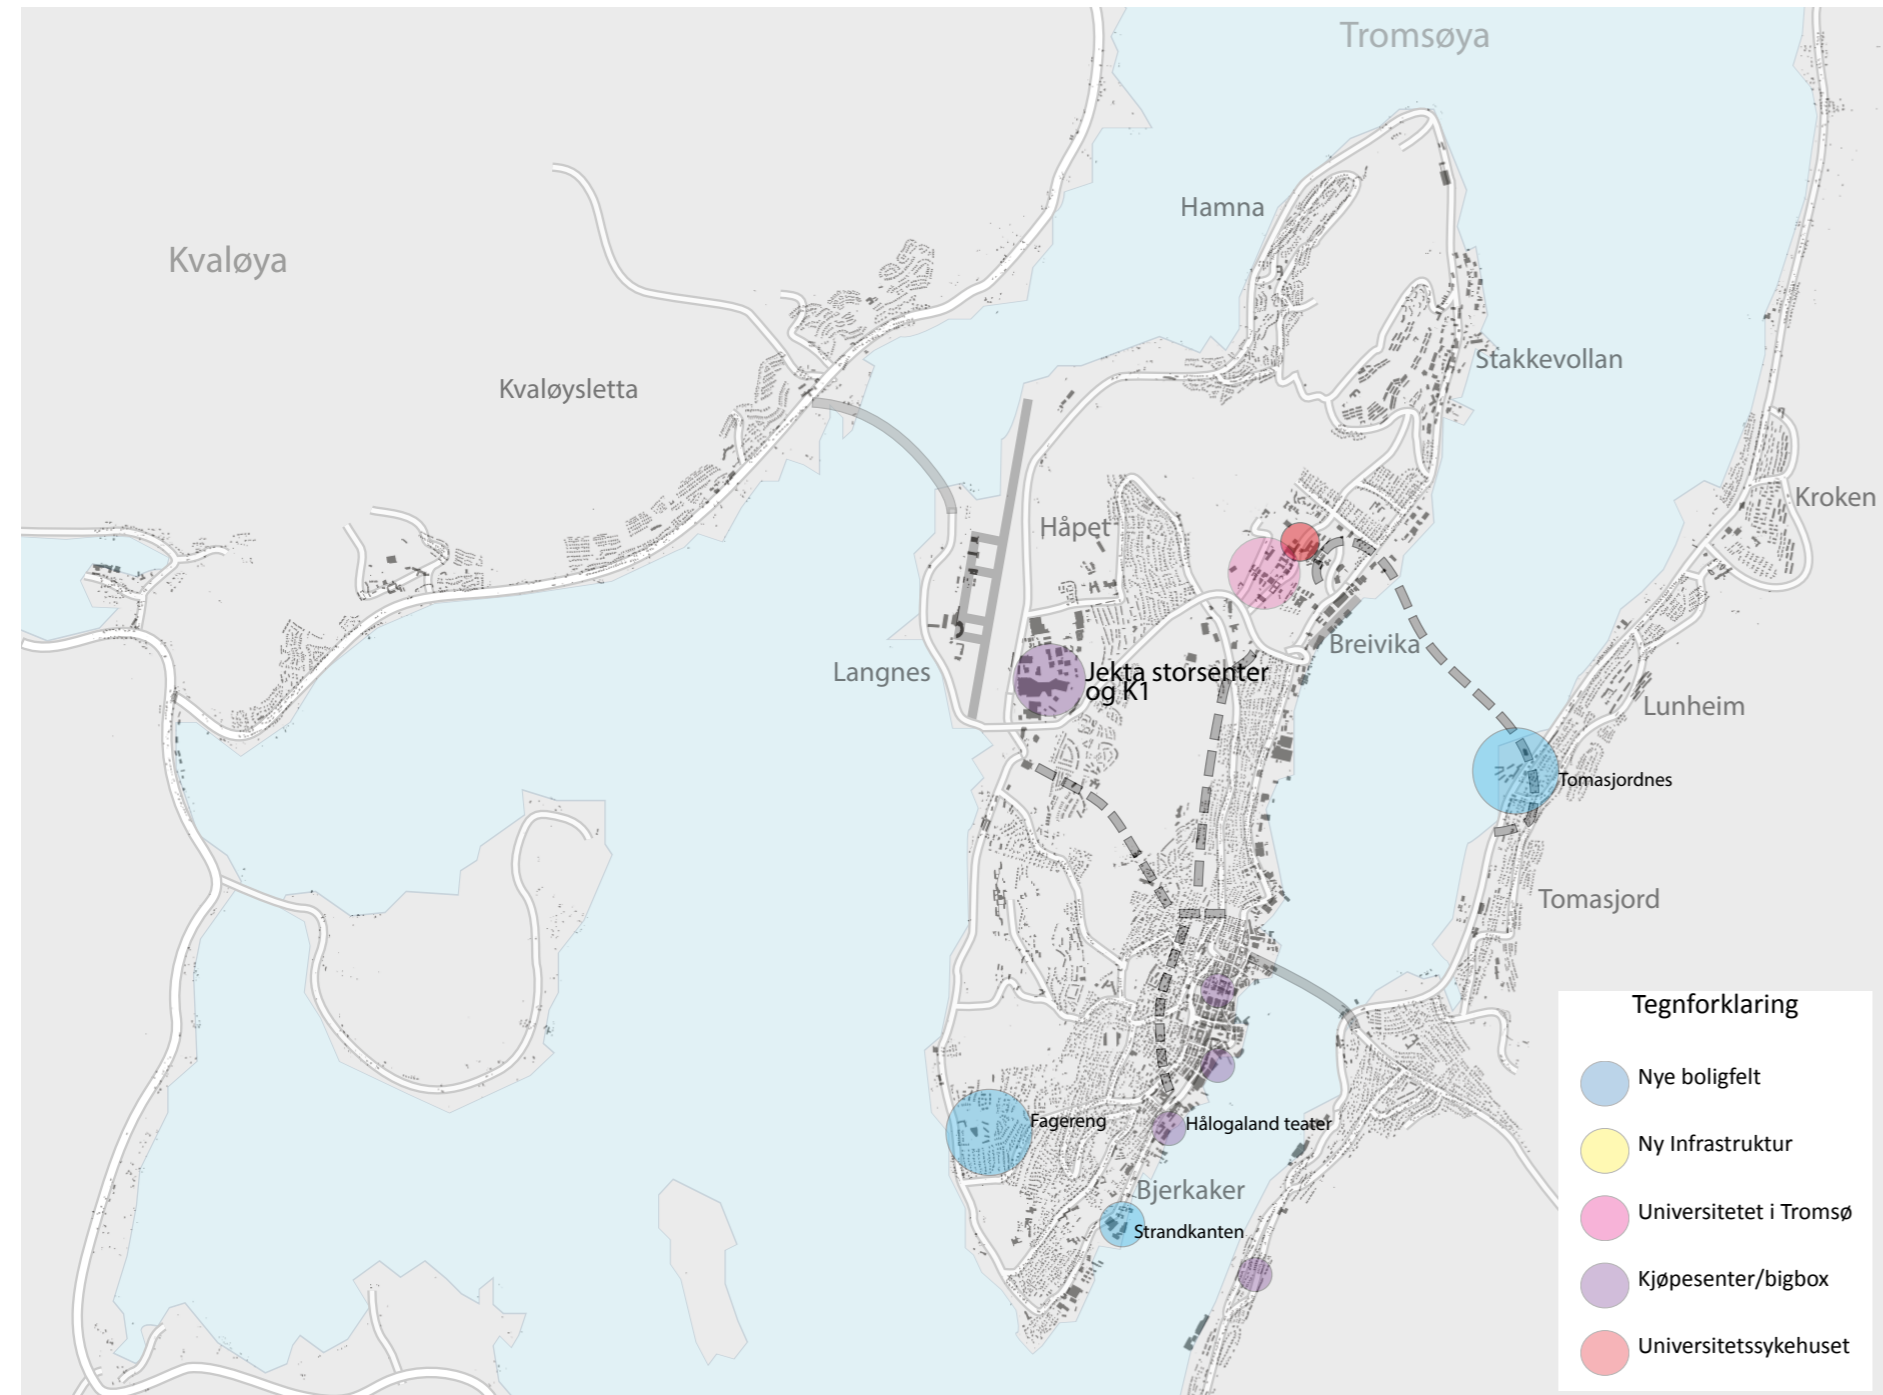 Tromsøya
Hamna
Kvaløya
Stakkevollan
Kvaløysletta
Kroken
Håpet
Breivika
Langnes
Jekta storsenter
og K1
Lunheim
Tomasjordnes
Tomasjord
Fagereng
Hålogaland teater
Bjerkaker
Strandkanten
Tegnforklaring
Nye boligfelt
Ny Infrastruktur
Universitetet i Tromsø
Kjøpesenter/bigbox
Universitetssykehuset